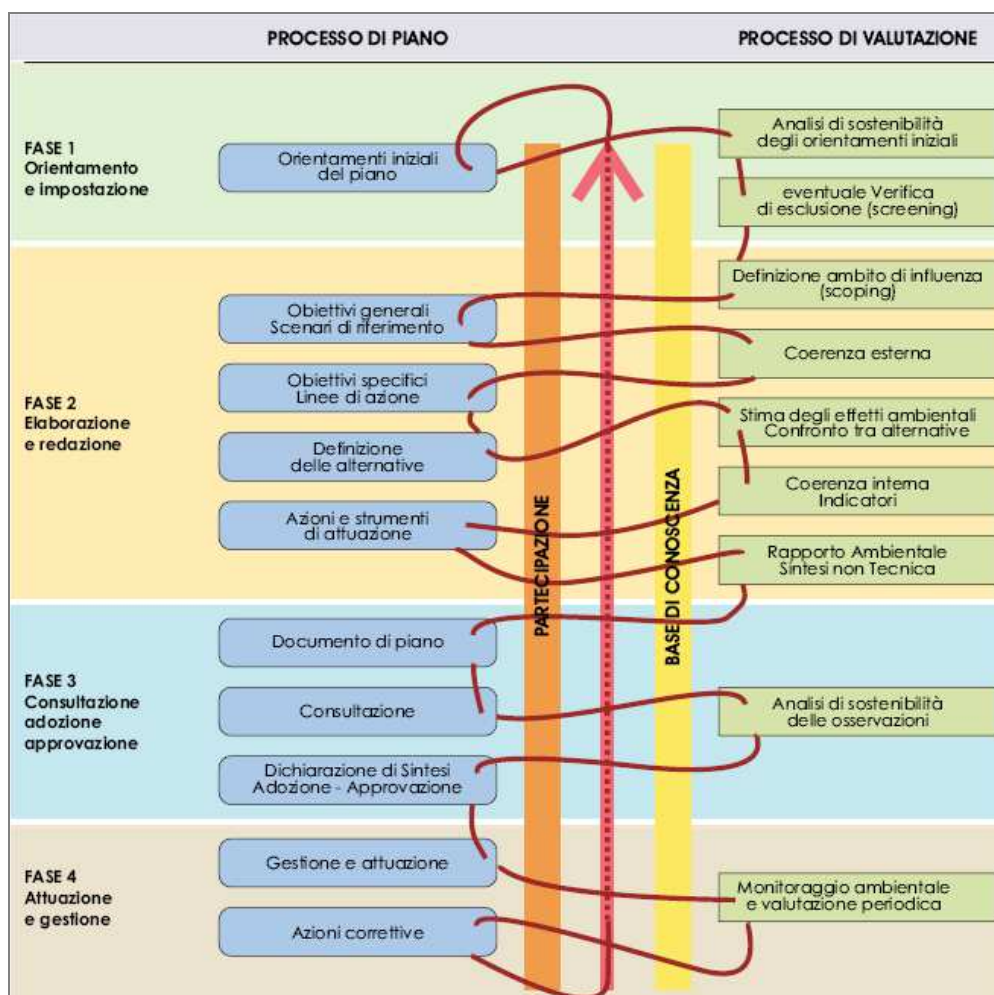 PROCESSO DI PIANO
PROCESSO DI VALUTAZIONE
FASE 1
Orientamento
e impostazione
Orientamenti iniziali
del piano
Analisi di sostenibilità
degli orientamenti iniziali
eventuale Verifica
di esclusione (screening)
FASE 2
Elaborazione
e redazione
Obiettivi generali
Scenari di riferimento
Obiettivi specifici
Linee di azione
Definizione
delle alternative
Azioni e strumenti
di attuazione
Definizione ambito di influenza
(scoping)
Coerenza esterna
Stima degli effetti ambientali
Confronto tra alternative
Coerenza interna
Indicatori
Rapporto Ambientale
Sintesi non Tecnica
PARTECIPAZIONE
BASE DI CONOSCENZA
FASE 3
Consultazione
adozione
approvazione
Documento di piano
Consultazione
Dichiarazione di Sintesi
Adozione - Approvazione
Analisi di sostenibilità
delle osservazioni
FASE 4
Attuazione
e gestione
Gestione e attuazione
Azioni correttive
Monitoraggio ambientale
e valutazione periodica